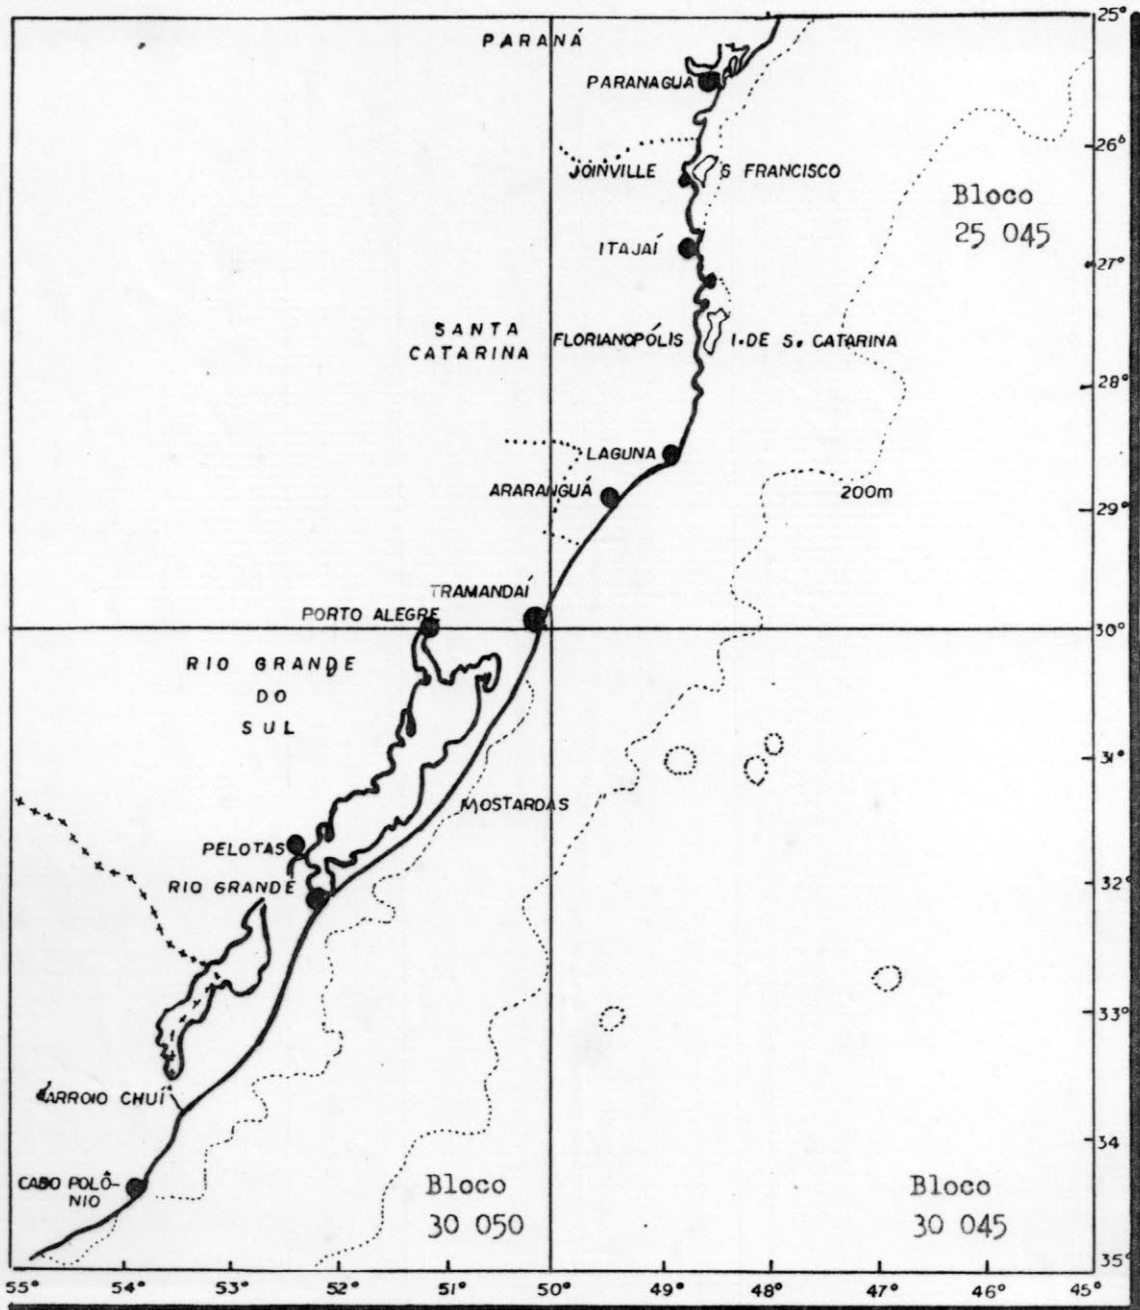 25°
PARANÁ
PARANAGUA
26°
JOINVILLE
S FRANCISCO
Bloco
25 045
ITAJAÍ
27°
SANTA
CATARINA
FLORIANOPÓLIS
I. DE S. CATARINA
28°
LAGUNA
ARARANGUÁ
200m
29°
TRAMANDAÍ
PORTO ALEGRE
30°
RIO GRANDE
DO
SUL
31°
MOSTARDAS
PELOTAS
RIO GRANDE
32°
33°
ARROIO CHUÍ
34°
CABO POLÔ-
NIO
Bloco
30 050
Bloco
30 045
35°
55° 54° 53° 52° 51° 50° 49° 48° 47° 46° 45°